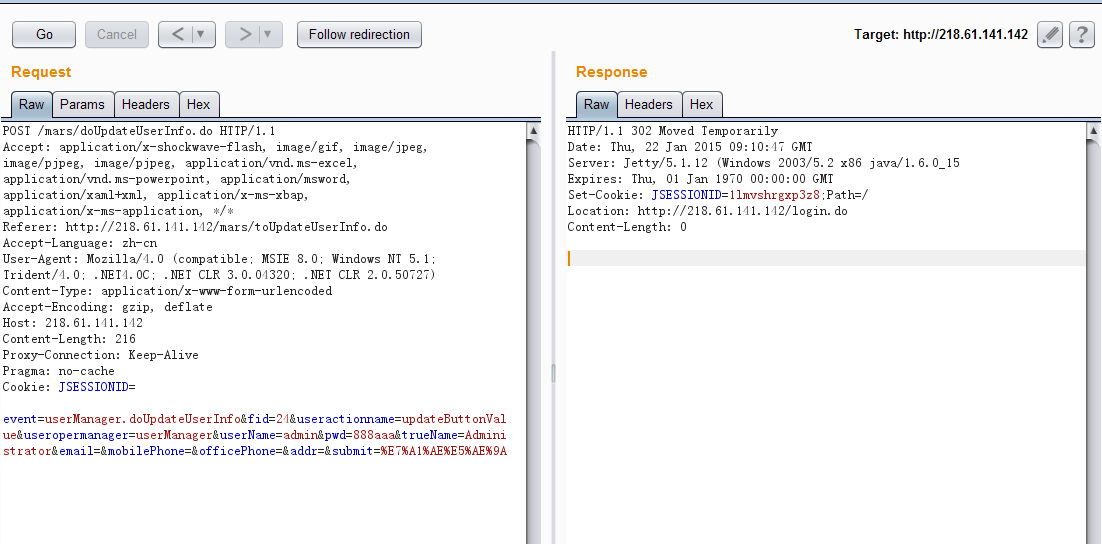 Go Cancel < > Follow redirection Target: http://218.61.141.142 ?
Request
Raw Params Headers Hex
POST /mars/doUpdateUserInfo.do HTTP/1.1
Accept: application/x-shockwave-flash, image/gif, image/jpeg,
image/pjpeg, image/pjpeg, application/vnd.ms-excel,
application/vnd.ms-powerpoint, application/msword,
application/xaml+xml, application/x-ms-xbap,
application/x-ms-application, */*
Referer: http://218.61.141.142/mars/toUpdateUserInfo.do
Accept-Language: zh-cn
User-Agent: Mozilla/4.0 (compatible; MSIE 8.0; Windows NT 5.1;
Trident/4.0; .NET4.0C; .NET CLR 3.0.04320; .NET CLR 2.0.50727)
Content-Type: application/x-www-form-urlencoded
Accept-Encoding: gzip, deflate
Host: 218.61.141.142
Content-Length: 216
Proxy-Connection: Keep-Alive
Pragma: no-cache
Cookie: JSESSIONID=
event=userManager.doUpdateUserInfo&fid=24&useractionname=updateButtonVal
ue&useropermanager=userManager&userName=admin&pwd=888aaa&trueName=Admini
strator&email=&mobilePhone=&officePhone=&addr=&submit=%E7%A1%AE%E5%AE%9A
Response
Raw Headers Hex
HTTP/1.1 302 Moved Temporarily
Date: Thu, 22 Jan 2015 09:10:47 GMT
Server: Jetty/5.1.12 (Windows 2003/5.2 x86 java/1.6.0_15
Expires: Thu, 01 Jan 1970 00:00:00 GMT
Set-Cookie: JSESSIONID=1lmvshrgxp3z8;Path=/
Location: http://218.61.141.142/login.do
Content-Length: 0